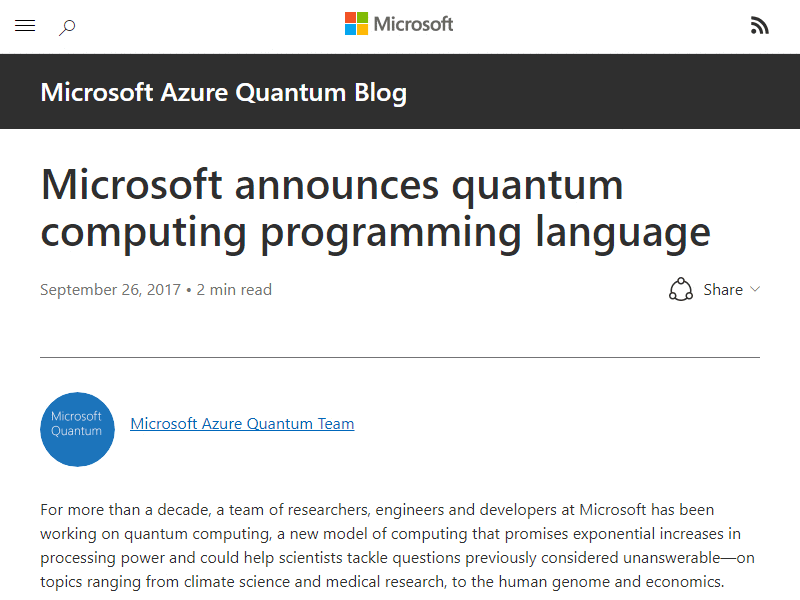 Microsoft
Microsoft Azure Quantum Blog
Microsoft announces quantum
computing programming language
September 26, 2017 • 2 min read
Share
Microsoft
Quantum
Microsoft Azure Quantum Team
For more than a decade, a team of researchers, engineers and developers at Microsoft has been
working on quantum computing, a new model of computing that promises exponential increases in
processing power and could help scientists tackle questions previously considered unanswerable—on
topics ranging from climate science and medical research, to the human genome and economics.